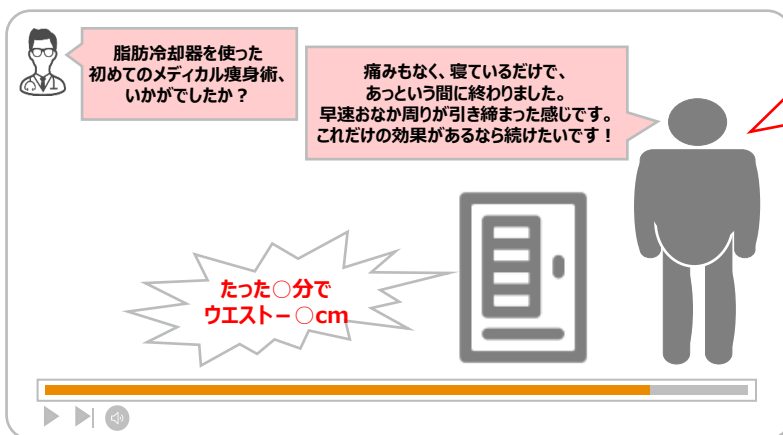 脂肪冷却器を使った
初めてのメディカル痩身術、
いかがでしたか？
痛みもなく、寝ているだけで、
あっという間に終わりました。
早速おなか周りが引き締まった感じです。
これだけの効果があるなら続けたいです！
たった○分で
ウエスト－○cm